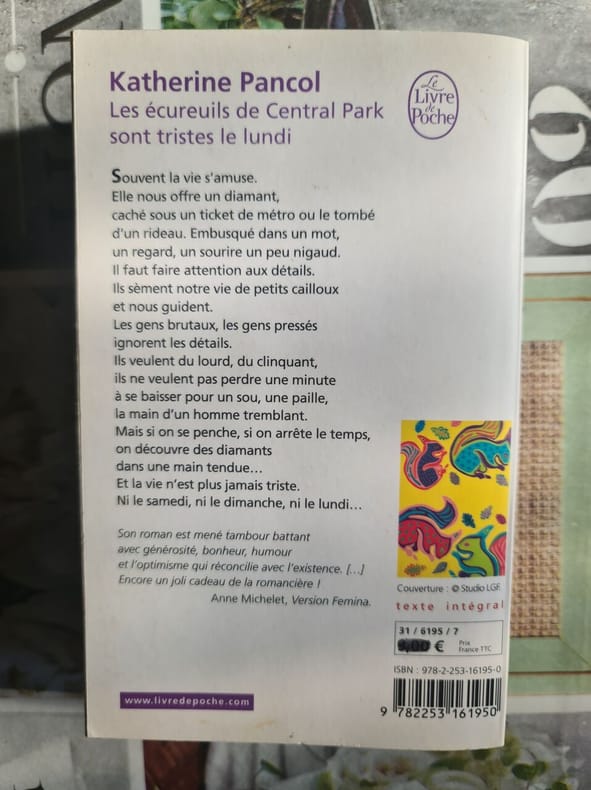 Katherine Pancol
Les écureuils de Central Park
sont tristes le lundi
Le
Livre
de
Poche
Souvent la vie s'amuse.
Elle nous offre un diamant,
caché sous un ticket de métro ou le tombé
d'un rideau. Embusqué dans un mot,
un regard, un sourire un peu nigaud.
Il faut faire attention aux détails.
Ils sèment notre vie de petits cailloux
et nous guident.
Les gens brutaux, les gens pressés
ignorent les détails.
Ils veulent du lourd, du clinquant,
ils ne veulent pas perdre une minute
à se baisser pour un sou, une paille,
la main d'un homme tremblant.
Mais si on se penche, si on arrête le temps,
on découvre des diamants
dans une main tendue...
Et la vie n'est plus jamais triste.
Ni le samedi, ni le dimanche, ni le lundi...
Son roman est mené tambour battant
avec générosité, bonheur, humour
et l'optimisme qui réconcilie avec l'existence. [...]
Encore un joli cadeau de la romancière !
Anne Michelet, Version Femina.
Couverture : © Studio LGF.
texte intégral
31 / 6195 / 7
€
Prix
France TTC
ISBN : 978-2-253-16195-0
9 782253 161950
www.livredepoche.com